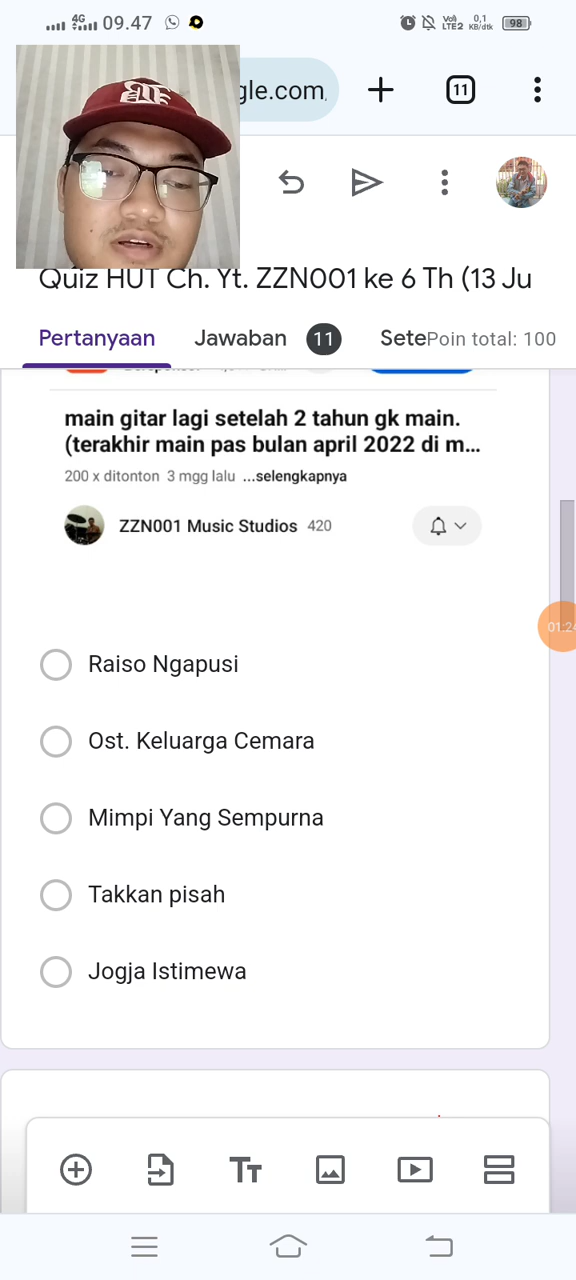 4G 09.47 Vo) LTE2 0,1 KB/dtk 98
gle.com, 11
Quiz HUT Ch. Yt. ZZN001 ke 6 Th (13 Ju
Pertanyaan Jawaban 11 Sete Poin total: 100
main gitar lagi setelah 2 tahun gk main.
(terakhir main pas bulan april 2022 di m...
200 x ditonton 3 mgg lalu ...selengkapnya
ZZN001 Music Studios 420
01:24
Raiso Ngapusi
Ost. Keluarga Cemara
Mimpi Yang Sempurna
Takkan pisah
Jogja Istimewa